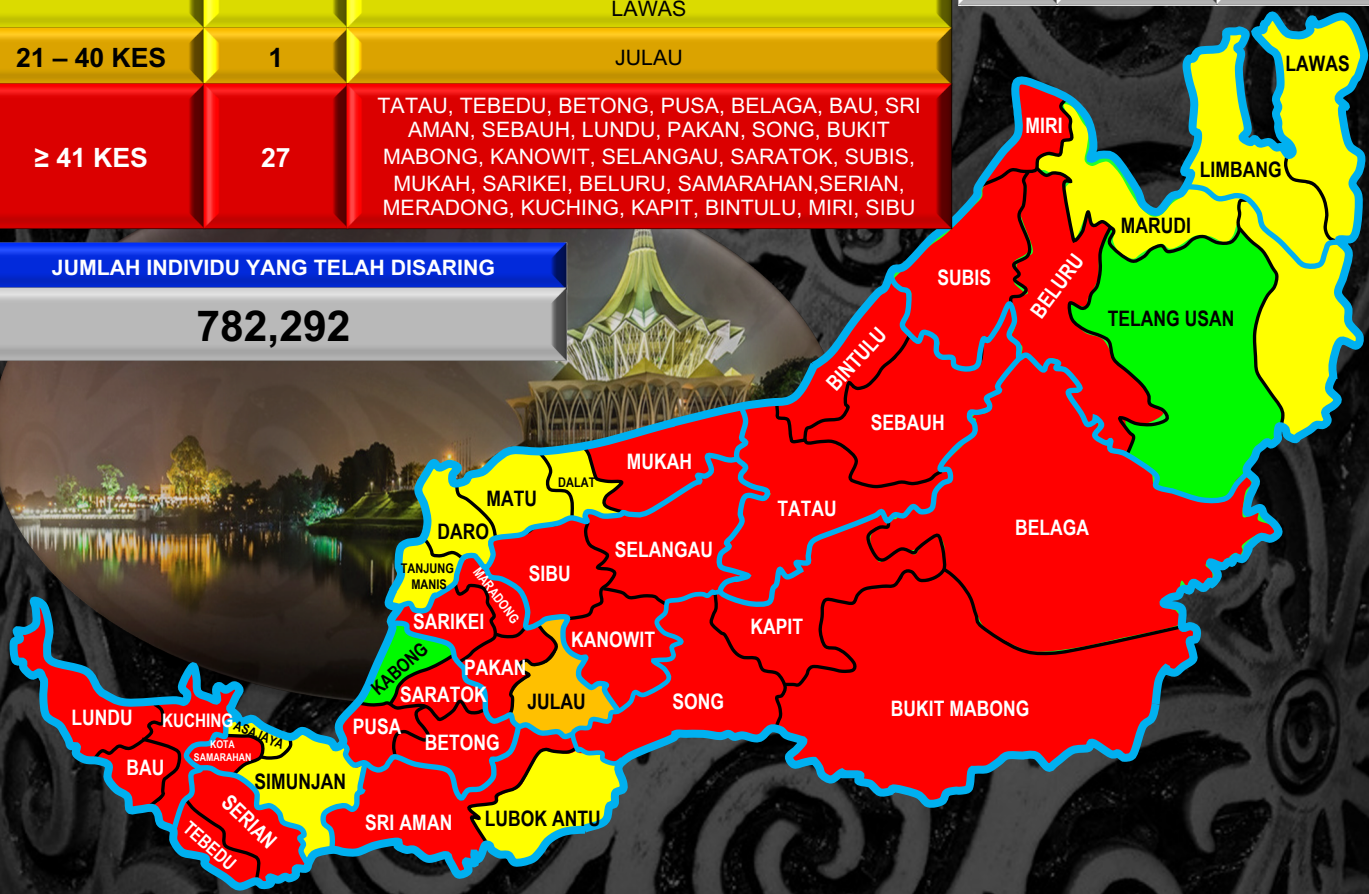 LAWAS
21 – 40 KES
1
JULAU
≥ 41 KES
27
TATAU, TEBEDU, BETONG, PUSA, BELAGA, BAU, SRI
AMAN, SEBAUH, LUNDU, PAKAN, SONG, BUKIT
MABONG, KANOWIT, SELANGAU, SARATOK, SUBIS,
MUKAH, SARIKEI, BELURU, SAMARAHAN,SERIAN,
MERADONG, KUCHING, KAPIT, BINTULU, MIRI, SIBU
JUMLAH INDIVIDU YANG TELAH DISARING
782,292
LAWAS
MIRI
LIMBANG
MARUDI
SUBIS
BELURU
TELANG USAN
BINTULU
SEBAUH
MUKAH
DALAT
MATU
TATAU
DARO
BELAGA
SELANGAU
TANJUNG
MANIS
SIBU
MARADONG
SARIKEI
KAPIT
KANOWIT
KABONG
PAKAN
SARATOK
JULAU
SONG
BUKIT MABONG
LUNDU
KUCHING
PUSA
ASAJAYA
BETONG
KOTA
SAMARAHAN
BAU
SIMUNJAN
SERIAN
SRI AMAN
LUBOK ANTU
TEBEDU